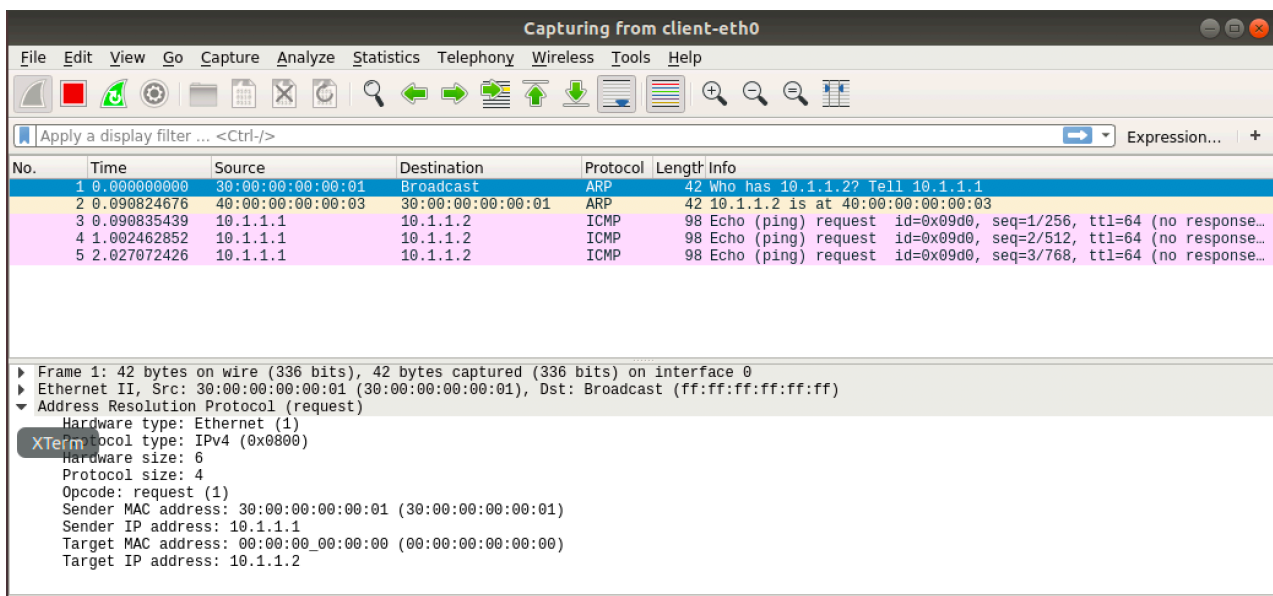 Capturing from client-eth0
File Edit View Go Capture Analyze Statistics Telephony Wireless Tools Help
Apply a display filter ... <Ctrl-/> Expression... +
No. Time Source Destination Protocol Length Info
1 0.000000000 30:00:00:00:00:01 Broadcast ARP 42 Who has 10.1.1.2? Tell 10.1.1.1
2 0.090824676 40:00:00:00:00:03 30:00:00:00:00:01 ARP 42 10.1.1.2 is at 40:00:00:00:00:03
3 0.090835439 10.1.1.1 10.1.1.2 ICMP 98 Echo (ping) request id=0x09d0, seq=1/256, ttl=64 (no response…
4 1.002462852 10.1.1.1 10.1.1.2 ICMP 98 Echo (ping) request id=0x09d0, seq=2/512, ttl=64 (no response…
5 2.027072426 10.1.1.1 10.1.1.2 ICMP 98 Echo (ping) request id=0x09d0, seq=3/768, ttl=64 (no response…
Frame 1: 42 bytes on wire (336 bits), 42 bytes captured (336 bits) on interface 0
Ethernet II, Src: 30:00:00:00:00:01 (30:00:00:00:00:01), Dst: Broadcast (ff:ff:ff:ff:ff:ff)
Address Resolution Protocol (request)
Hardware type: Ethernet (1)
XTerm
Protocol type: IPv4 (0x0800)
Hardware size: 6
Protocol size: 4
Opcode: request (1)
Sender MAC address: 30:00:00:00:00:01 (30:00:00:00:00:01)
Sender IP address: 10.1.1.1
Target MAC address: 00:00:00_00:00:00 (00:00:00:00:00:00)
Target IP address: 10.1.1.2